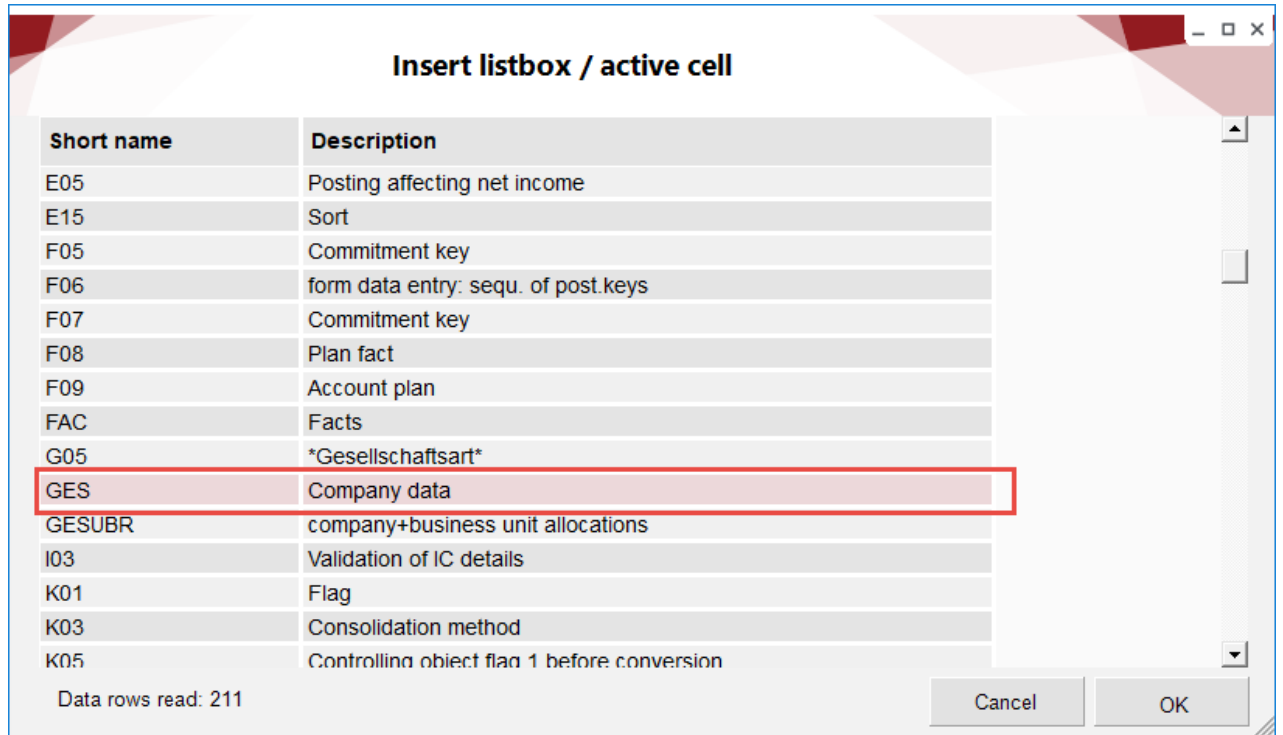 Insert listbox / active cell
Short name Description
E05 Posting affecting net income
E15 Sort
F05 Commitment key
F06 form data entry: sequ. of post.keys
F07 Commitment key
F08 Plan fact
F09 Account plan
FAC Facts
G05 *Gesellschaftsart*
GES Company data
GESUBR company+business unit allocations
I03 Validation of IC details
K01 Flag
K03 Consolidation method
K05 Controlling object flag 1 before conversion
Data rows read: 211 Cancel OK